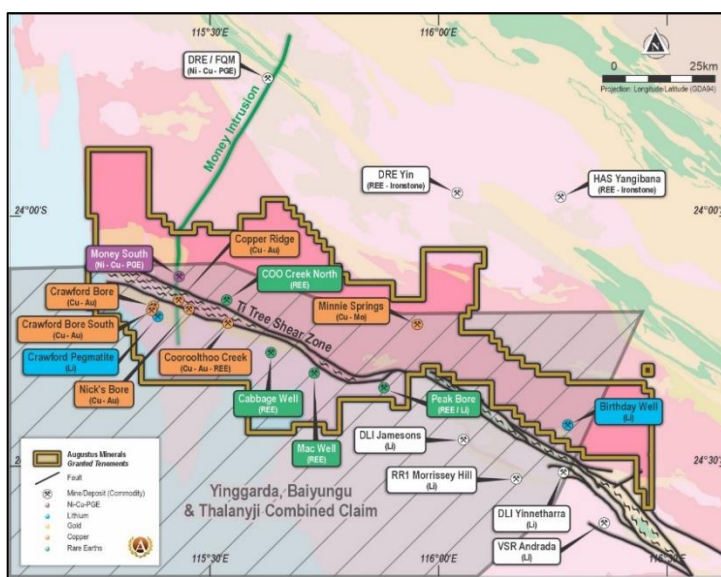 115°30'E
116°00'E
0
25km
Projection: Longitude/Latitude (GDA94)
DRE / FQM
(Ni - Cu - PGE)
Money Intrusion
DRE Yin
(REE - Ironstone)
HAS Yangibana
(REE - Ironstone)
24°00'S
24°00'S
Copper Ridge
(Cu - Au)
Money South
(Ni - Cu - PGE)
COO Creek North
(REE)
Crawford Bore
(Cu - Au)
Minnie Springs
(Cu - Mo)
Ti Tree Shear Zone
Crawford Bore South
(Cu - Au)
Crawford Pegmatite
(Li)
Coorolthoo Creek
(Cu - Au - REE)
Nick's Bore
(Cu - Au)
Cabbage Well
(REE)
Peak Bore
(REE / Li)
Birthday Well
(Li)
Mac Well
(REE)
DLI Jamesons
(Li)
24°30'S
24°30'S
RR1 Morrissey Hill
(Li)
Yinggarda, Baiyungu
& Thalanyji Combined Claim
DLI Yinnetharra
(Li)
VSR Andrada
(Li)
Augustus Minerals
Granted Tenements
Fault
Mine/Deposit (Commodity)
Ni-Cu-PGE
Lithium
Gold
Copper
Rare Earths
A
115°30'E
116°00'E